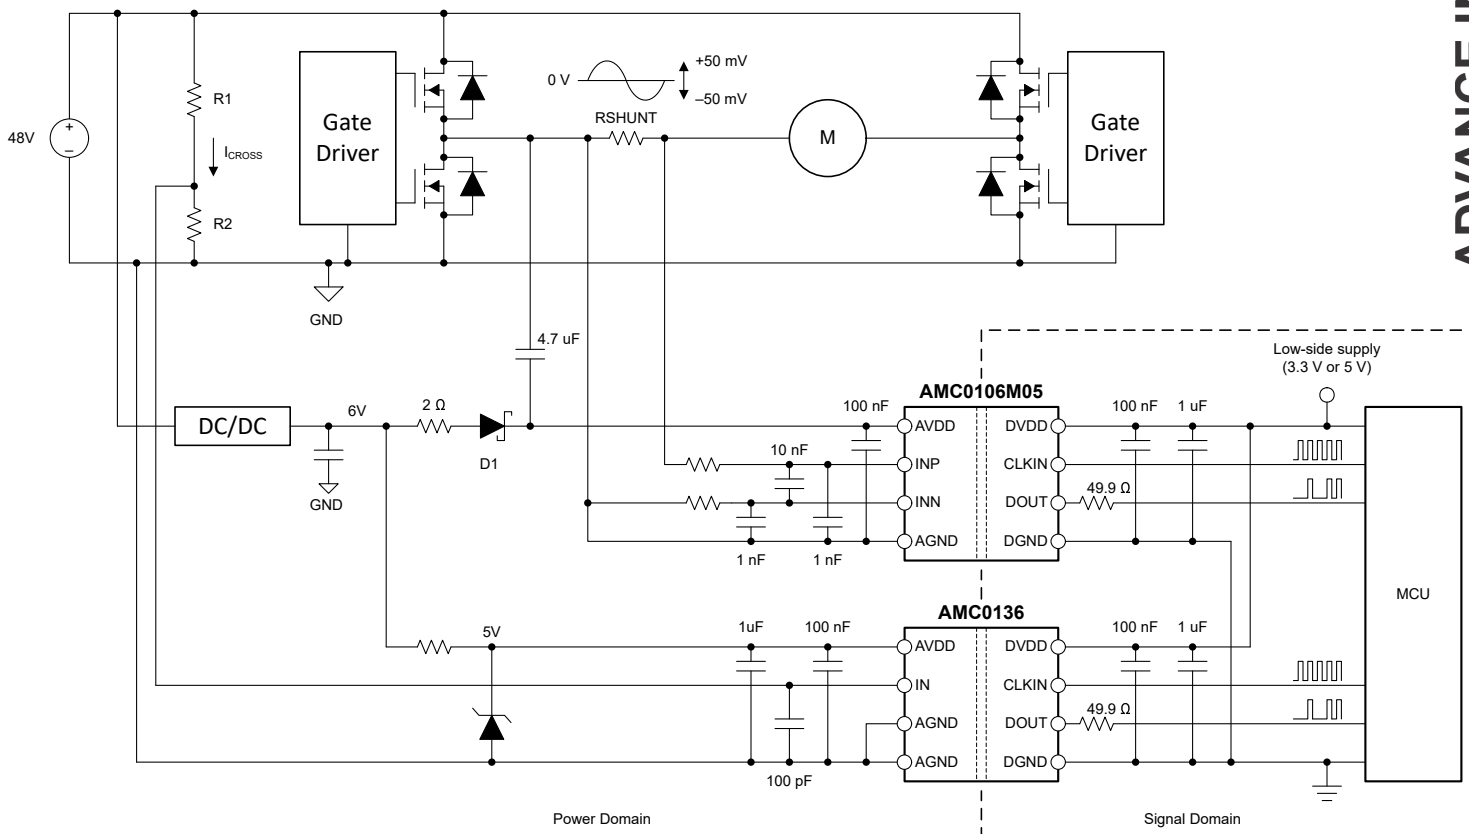 48V
+
–
R1
I CROSS
R2
Gate
Driver
GND
0 V
+50 mV
–50 mV
RSHUNT
M
Gate
Driver
4.7 uF
DC/DC
6V
GND
2 Ω
D1
100 nF
10 nF
1 nF
1 nF
AMC0106M05
AVDD
INP
INN
AGND
DVDD
CLKIN
DOUT
DGND
100 nF
1 uF
49.9 Ω
Low-side supply
(3.3 V or 5 V)
MCU
5V
1uF
100 nF
100 pF
AMC0136
AVDD
IN
AGND
AGND
DVDD
CLKIN
DOUT
DGND
100 nF
1 uF
49.9 Ω
Power Domain
Signal Domain
ADVANCE